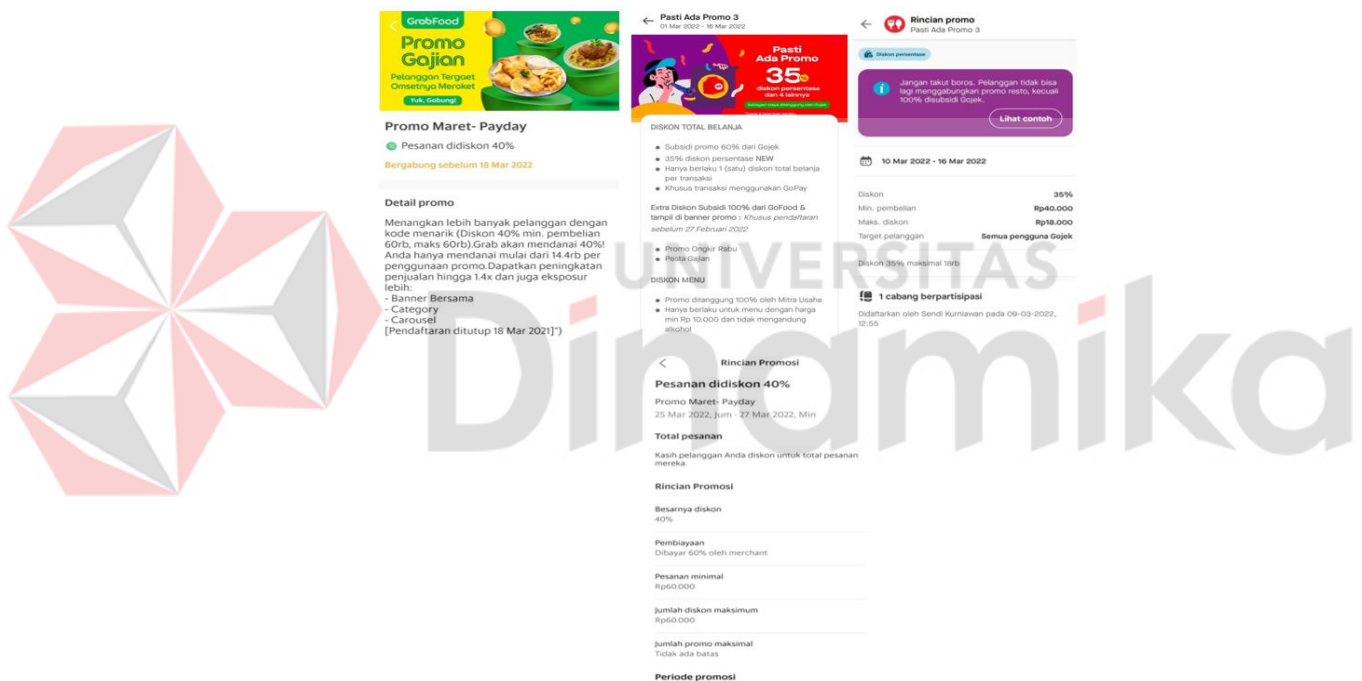 GrabFood
Promo
Gajian
Pelanggan Tergaet
Omsetnya Meroket
Yuk, Gabung!
Promo Maret- Payday
Pesanan didiskon 40%
Bergabung sebelum 18 Mar 2022
Detail promo
Menangkan lebih banyak pelanggan dengan
kode menarik (Diskon 40% min. pembelian
60rb, maks 60rb).Grab akan mendanai 40%!
Anda hanya mendanai mulai dari 14.4rb per
penggunaan promo.Dapatkan peningkatan
penjualan hingga 1.4x dan juga eksposur
lebih:
- Banner Bersama
- Category
- Carousel
[Pendaftaran ditutup 18 Mar 2021]")
Pasti Ada Promo 3
01 Mar 2022 - 16 Mar 2022
Pasti
Ada Promo
35%
diskon persentase
dan 4 lainnya
DISKON TOTAL BELANJA
Subsidi promo 60% dari Gojek
35% diskon persentase NEW
Hanya berlaku 1 (satu) diskon total belanja
per transaksi
Khusus transaksi menggunakan GoPay
Extra Diskon Subsidi 100% dari GoFood &
tampil di banner promo : Khusus pendaftaran
sebelum 27 Februari 2022
Promo Ongkir Rabu
Pesta Gajian
DISKON MENU
Promo ditanggung 100% oleh Mitra Usaha
Hanya berlaku untuk menu dengan harga
min Rp 10.000 dan tidak mengandung
alkohol
Rincian promo
Pasti Ada Promo 3
Diskon persentase
Jangan takut boros. Pelanggan tidak bisa
lagi menggabungkan promo resto, kecuali
100% disubsidi Gojek.
Lihat contoh
10 Mar 2022 - 16 Mar 2022
Diskon 35%
Min. pembelian Rp40.000
Maks. diskon Rp18.000
Target pelanggan Semua pengguna Gojek
Diskon 35% maksimal 18rb
1 cabang berpartisipasi
Didaftarkan oleh Sendi Kurniawan pada 09-03-2022,
12:55
UNIVERSITAS
Dinamika
Rincian Promosi
Pesanan didiskon 40%
Promo Maret- Payday
25 Mar 2022, Jum - 27 Mar 2022, Min
Total pesanan
Kasih pelanggan Anda diskon untuk total pesanan
mereka.
Rincian Promosi
Besarnya diskon
40%
Pembiayaan
Dibayar 60% oleh merchant
Pesanan minimal
Rp60.000
Jumlah diskon maksimum
Rp60.000
Jumlah promo maksimal
Tidak ada batas
Periode promosi